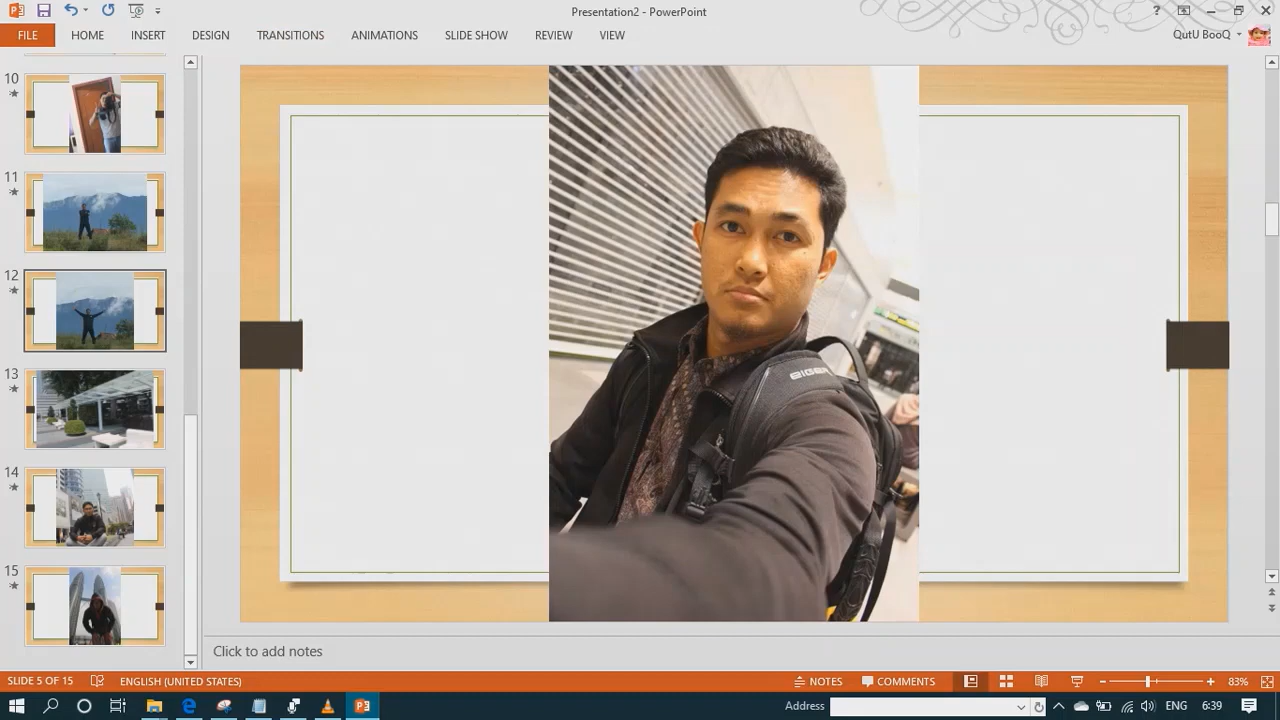 Presentation2 - PowerPoint
?
FILE HOME INSERT DESIGN TRANSITIONS ANIMATIONS SLIDE SHOW REVIEW VIEW
QutU BooQ
10
11
12
13
14
15
EIGER
Click to add notes
SLIDE 5 OF 15 ENGLISH (UNITED STATES) NOTES COMMENTS 83%
Address ENG 6:39